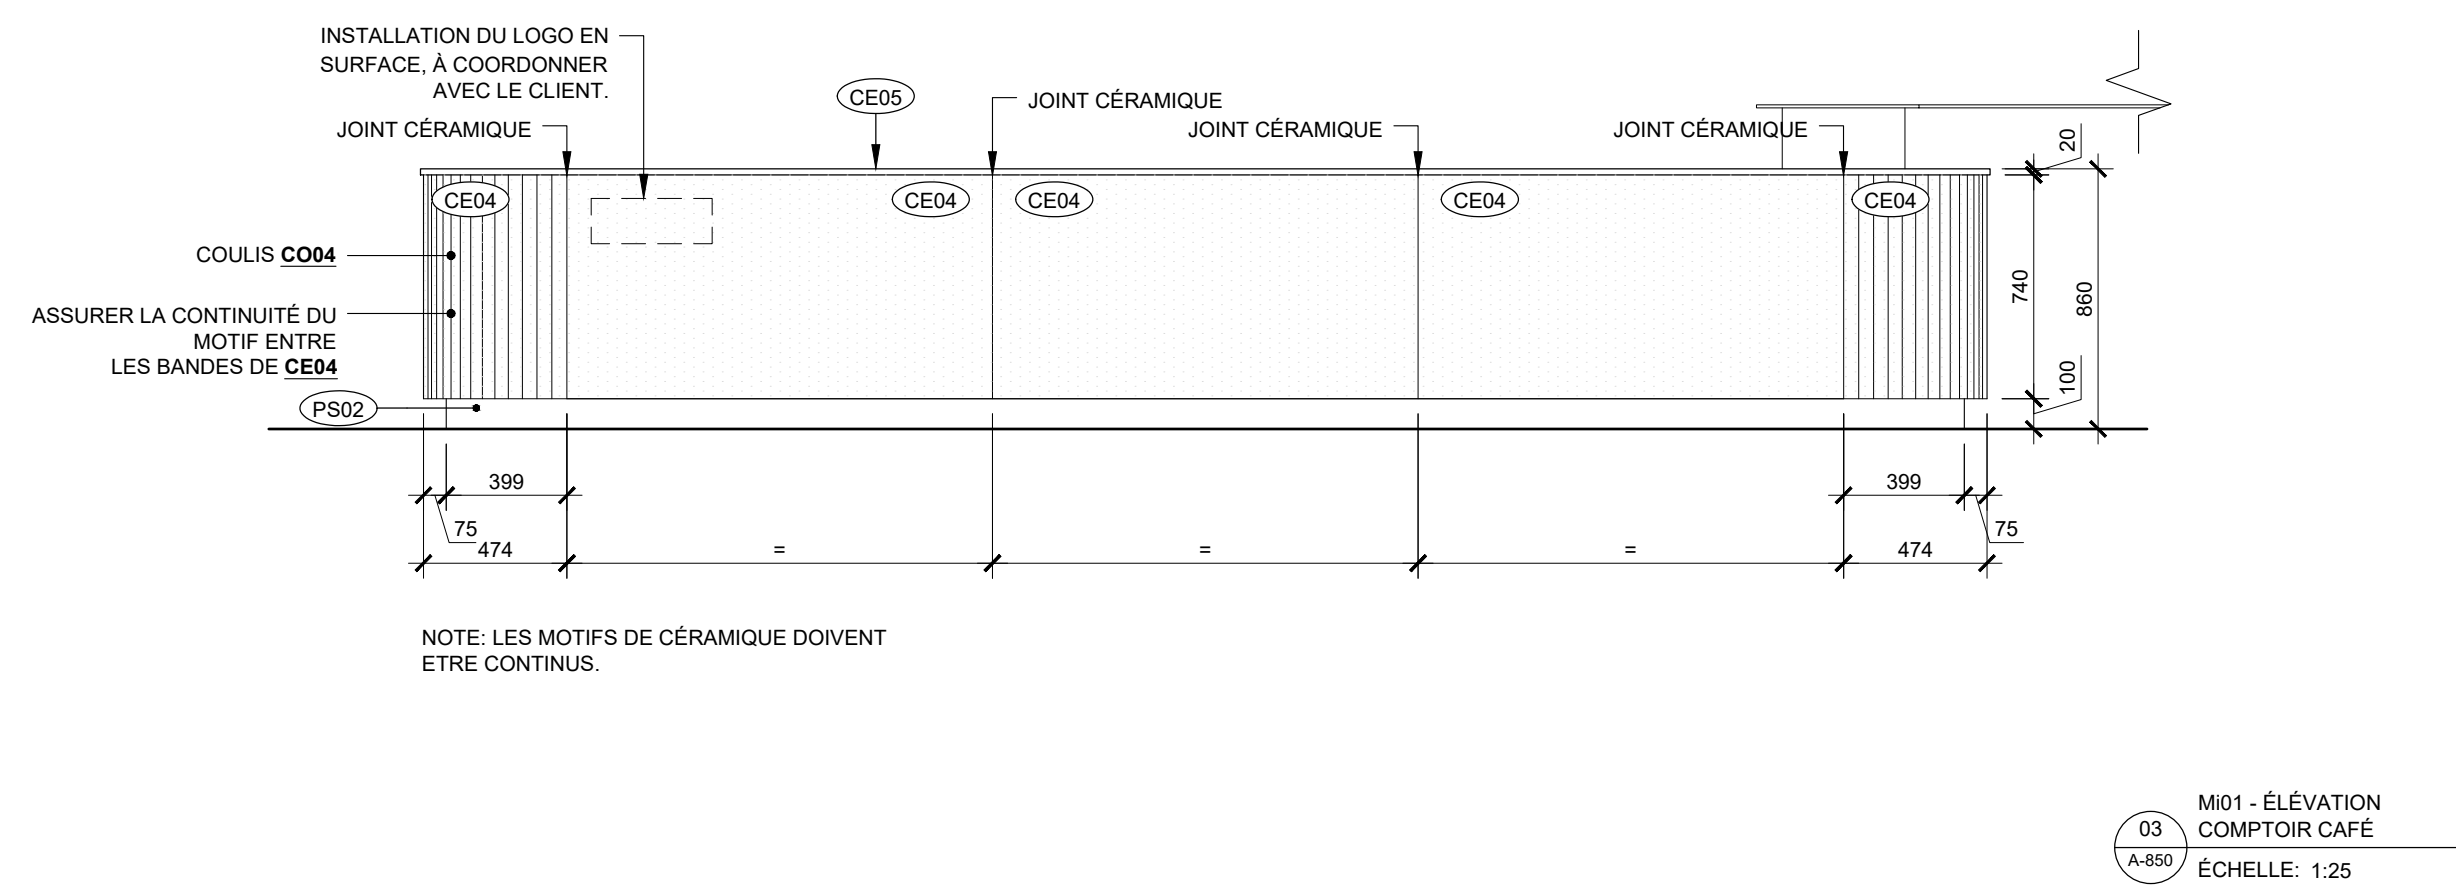 INSTALLATION DU LOGO EN
SURFACE, À COORDONNER
AVEC LE CLIENT.
CE05
JOINT CÉRAMIQUE
JOINT CÉRAMIQUE
JOINT CÉRAMIQUE
JOINT CÉRAMIQUE
CE04
CE04
CE04
CE04
CE04
COULIS CO04
ASSURER LA CONTINUITÉ DU
MOTIF ENTRE
LES BANDES DE CE04
PS02
20
740
860
100
399
75
474
=
=
=
399
75
474
NOTE: LES MOTIFS DE CÉRAMIQUE DOIVENT
ETRE CONTINUS.
03
A-850
Mi01 - ÉLÉVATION
COMPTOIR CAFÉ
ÉCHELLE: 1:25